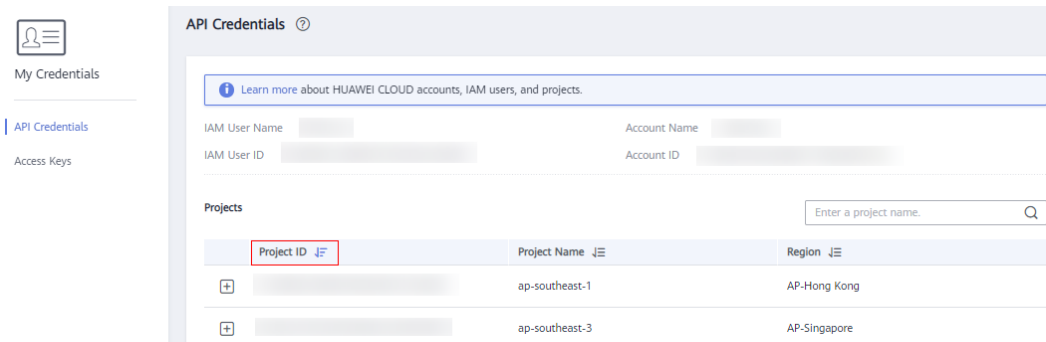 API Credentials
My Credentials
API Credentials
Access Keys
Learn more about HUAWEI CLOUD accounts, IAM users, and projects.
IAM User Name
Account Name
IAM User ID
Account ID
Projects
Enter a project name.
Project ID
Project Name
Region
ap-southeast-1
AP-Hong Kong
ap-southeast-3
AP-Singapore